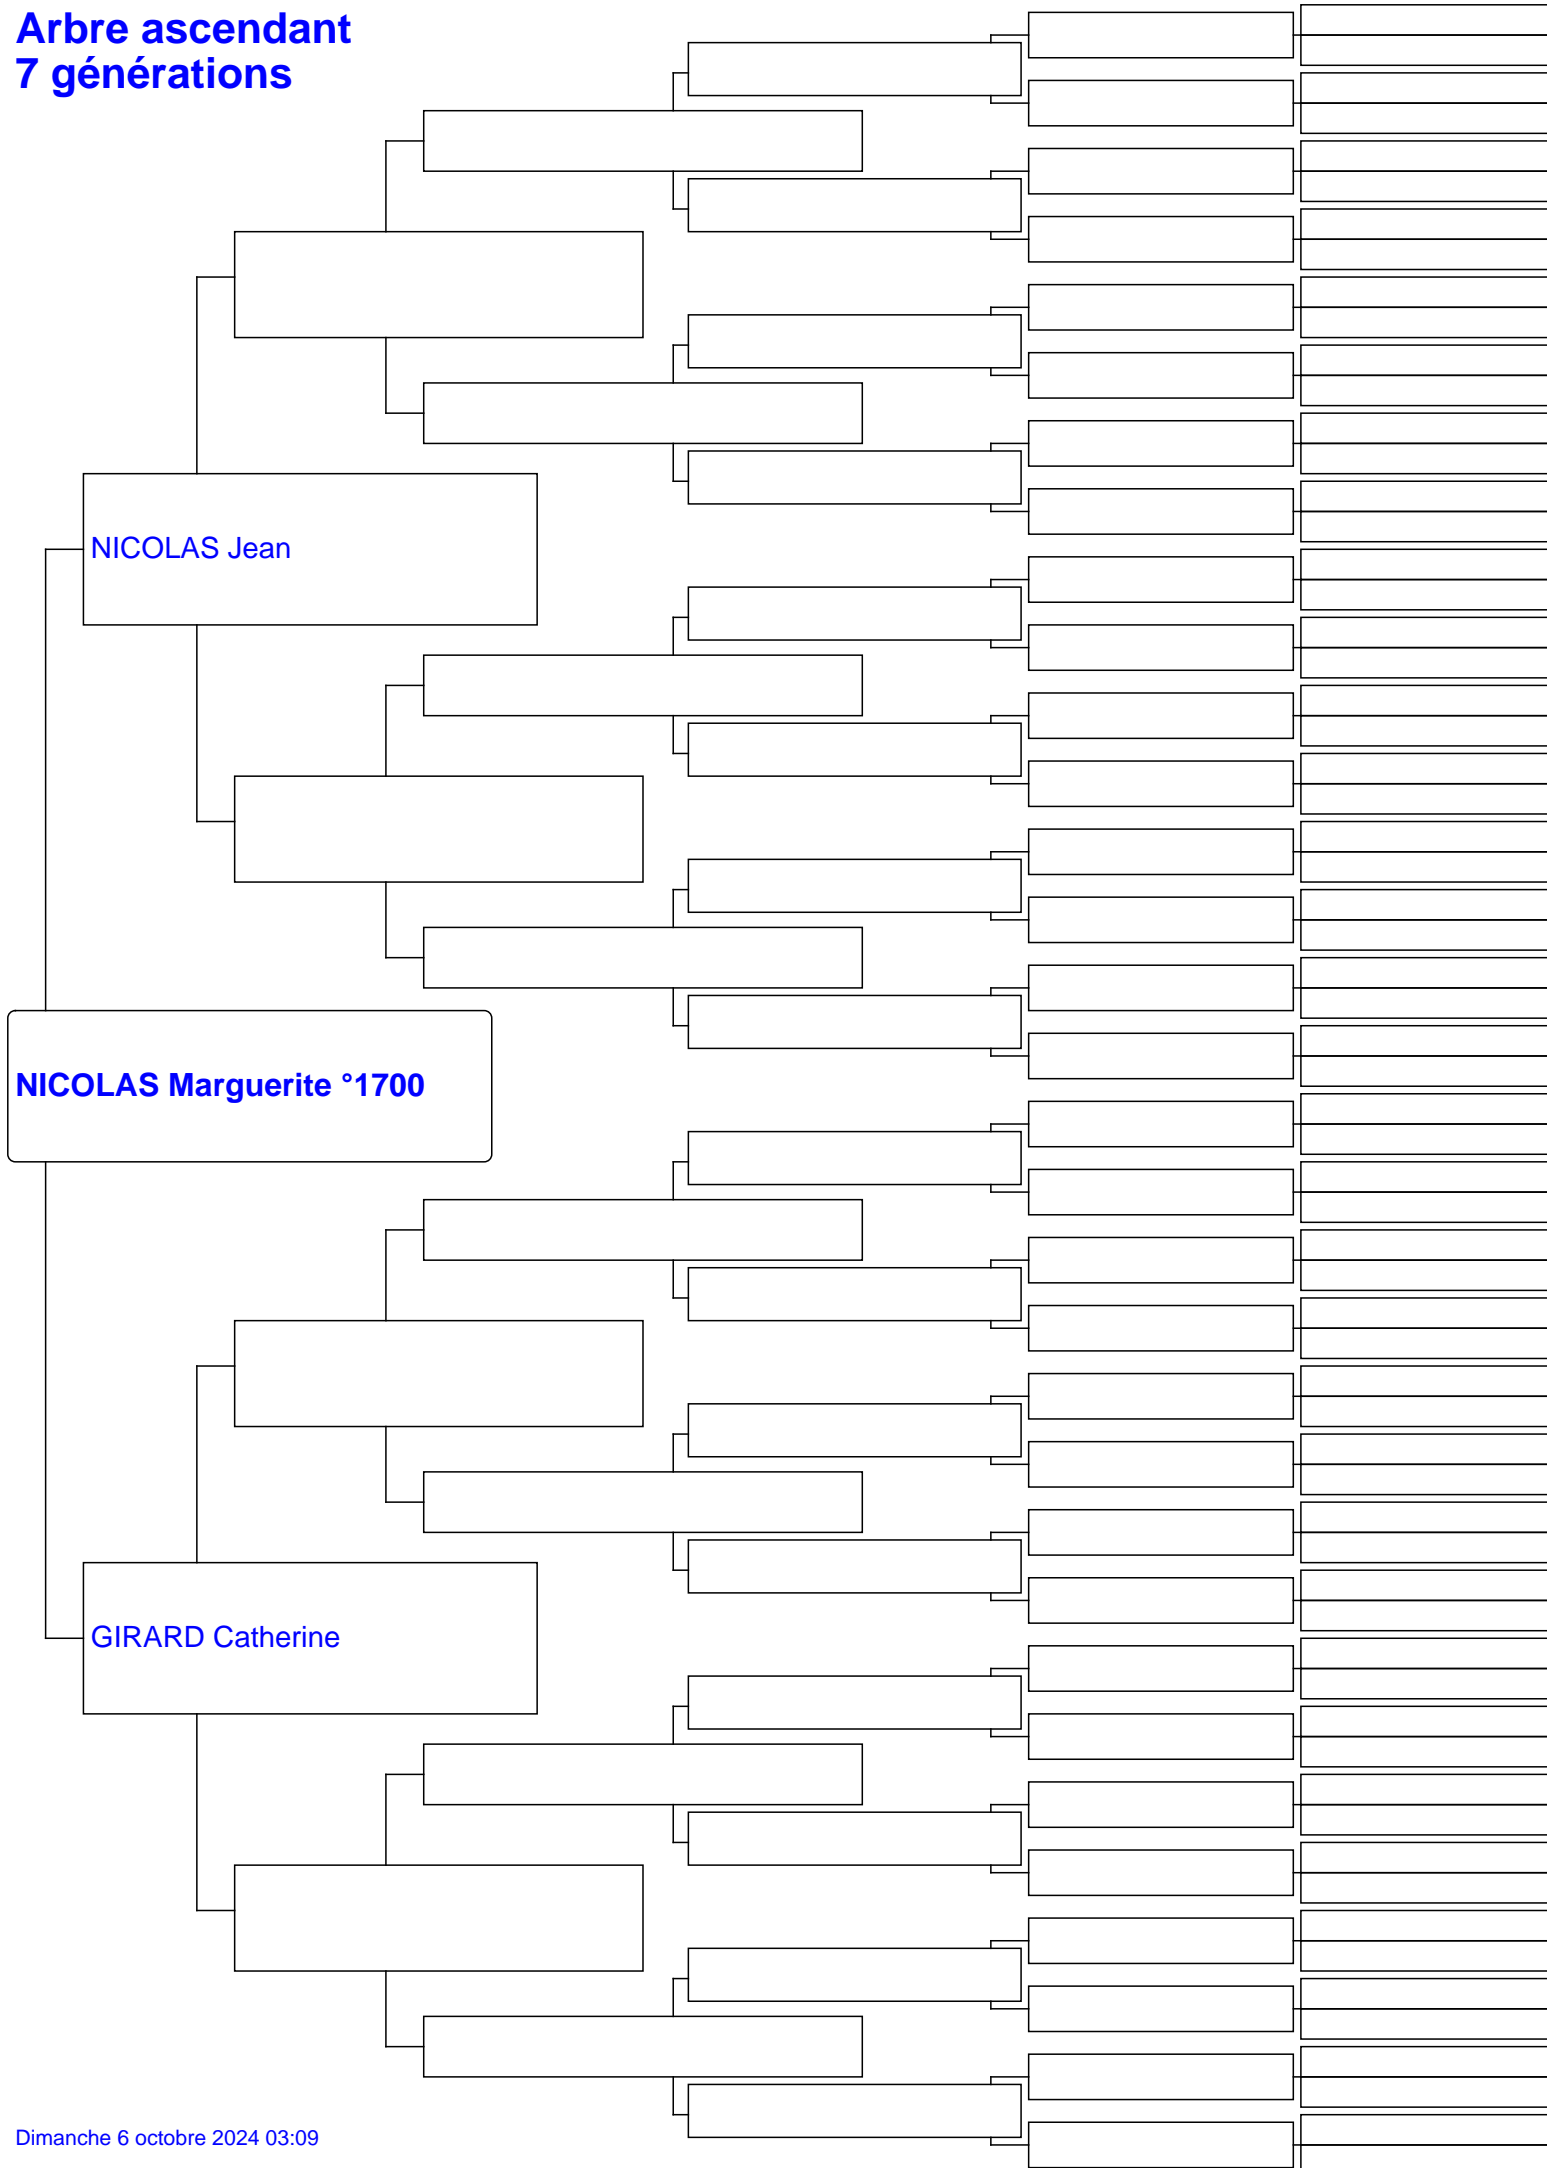 Arbre ascendant
7 générations
NICOLAS Jean
NICOLAS Marguerite °1700
GIRARD Catherine
Dimanche 6 octobre 2024 03:09